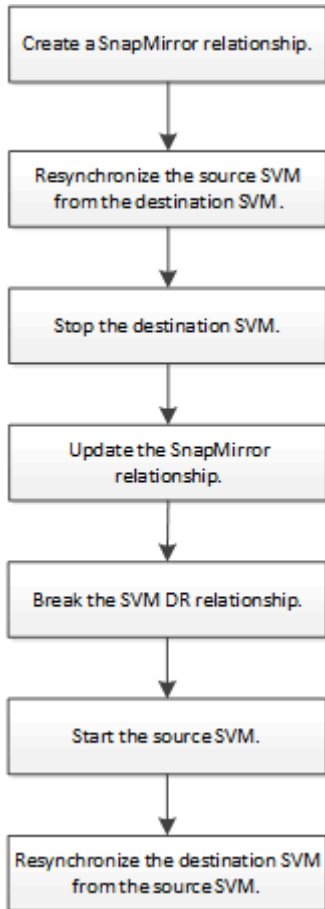 Create a SnapMirror relationship.
Resynchronize the source SVM
from the destination SVM.
Stop the destination SVM.
Update the SnapMirror
relationship.
Break the SVM DR relationship.
Start the source SVM.
Resynchronize the destination SVM
from the source SVM.